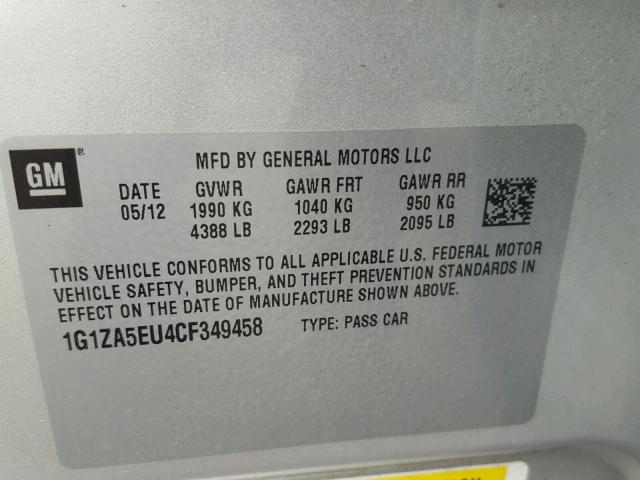 GM ®
MFD BY GENERAL MOTORS LLC
DATE GVWR GAWR FRT GAWR RR
05/12 1990 KG 1040 KG 950 KG
4388 LB 2293 LB 2095 LB
THIS VEHICLE CONFORMS TO ALL APPLICABLE U.S. FEDERAL MOTOR
VEHICLE SAFETY, BUMPER, AND THEFT PREVENTION STANDARDS IN
EFFECT ON THE DATE OF MANUFACTURE SHOWN ABOVE.
1G1ZA5EU4CF349458 TYPE: PASS CAR